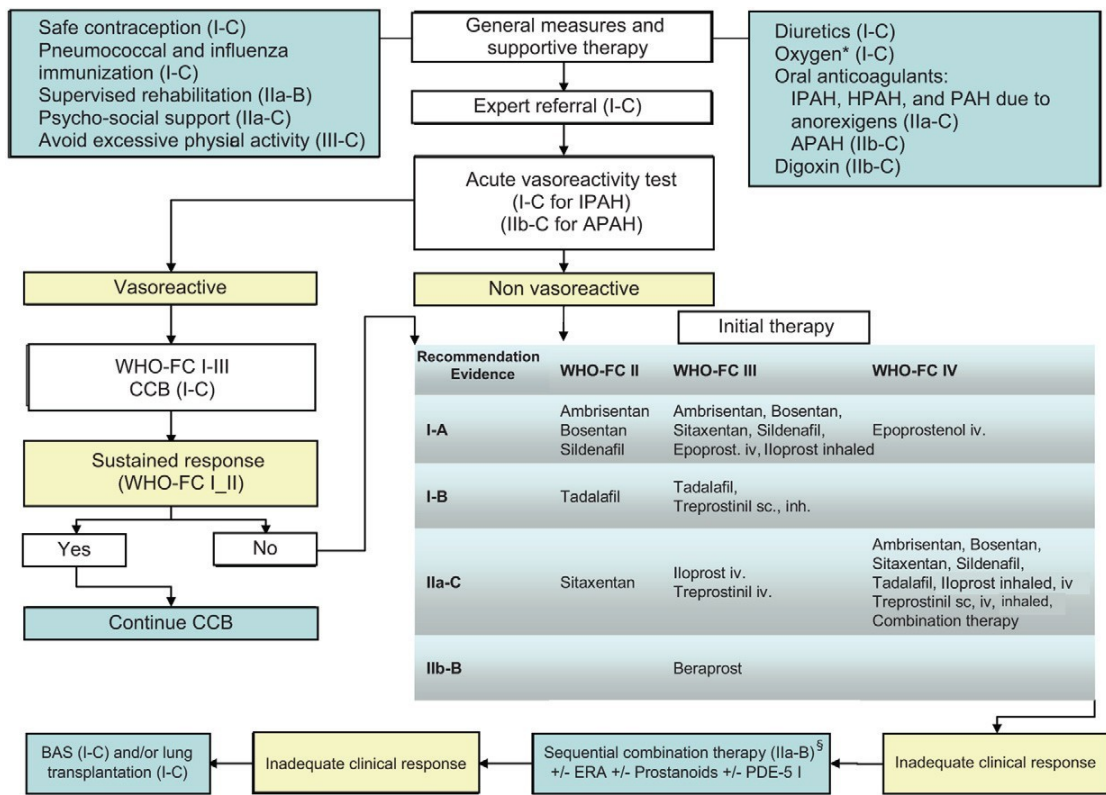 Safe contraception (I-C)
Pneumococcal and influenza
immunization (I-C)
Supervised rehabilitation (IIa-B)
Psycho-social support (IIa-C)
Avoid excessive physial activity (III-C)
General measures and
supportive therapy
Diuretics (I-C)
Oxygen* (I-C)
Oral anticoagulants:
IPAH, HPAH, and PAH due to
anorexigens (IIa-C)
APAH (IIb-C)
Digoxin (IIb-C)
Expert referral (I-C)
Acute vasoreactivity test
(I-C for IPAH)
(IIb-C for APAH)
Vasoreactive
Non vasoreactive
WHO-FC I-III
CCB (I-C)
Sustained response
(WHO-FC I_II)
Yes
No
Continue CCB
Initial therapy
Recommendation
Evidence
WHO-FC II
WHO-FC III
WHO-FC IV
I-A
Ambrisentan
Bosentan
Sildenafil
Ambrisentan, Bosentan,
Sitaxentan, Sildenafil,
Epoprost. iv, Iloprost inhaled
Epoprostenol iv.
I-B
Tadalafil
Tadalafil,
Treprostinil sc., inh.
IIa-C
Sitaxentan
Iloprost iv.
Treprostinil iv.
Ambrisentan, Bosentan,
Sitaxentan, Sildenafil,
Tadalafil, Iloprost inhaled, iv
Treprostinil sc, iv, inhaled,
Combination therapy
IIb-B
Beraprost
BAS (I-C) and/or lung
transplantation (I-C)
Inadequate clinical response
Sequential combination therapy (IIa-B)§
+/- ERA +/- Prostanoids +/- PDE-5 I
Inadequate clinical response